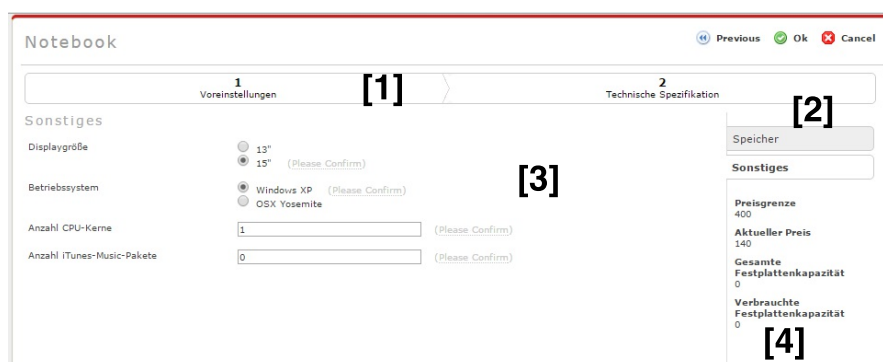 Notebook
Previous Ok Cancel
1
Voreinstellungen
[1]
2
Technische Spezifikation
[2]
Sonstiges
Displaygröße
13"
15" (Please Confirm)
Betriebssystem
Windows XP (Please Confirm)
OSX Yosemite
Anzahl CPU-Kerne
1
(Please Confirm)
Anzahl iTunes-Music-Pakete
0
(Please Confirm)
[3]
Speicher
Sonstiges
Preisgrenze
400
Aktueller Preis
140
Gesamte
Festplattenkapazität
0
Verbrauchte
Festplattenkapazität
0
[4]